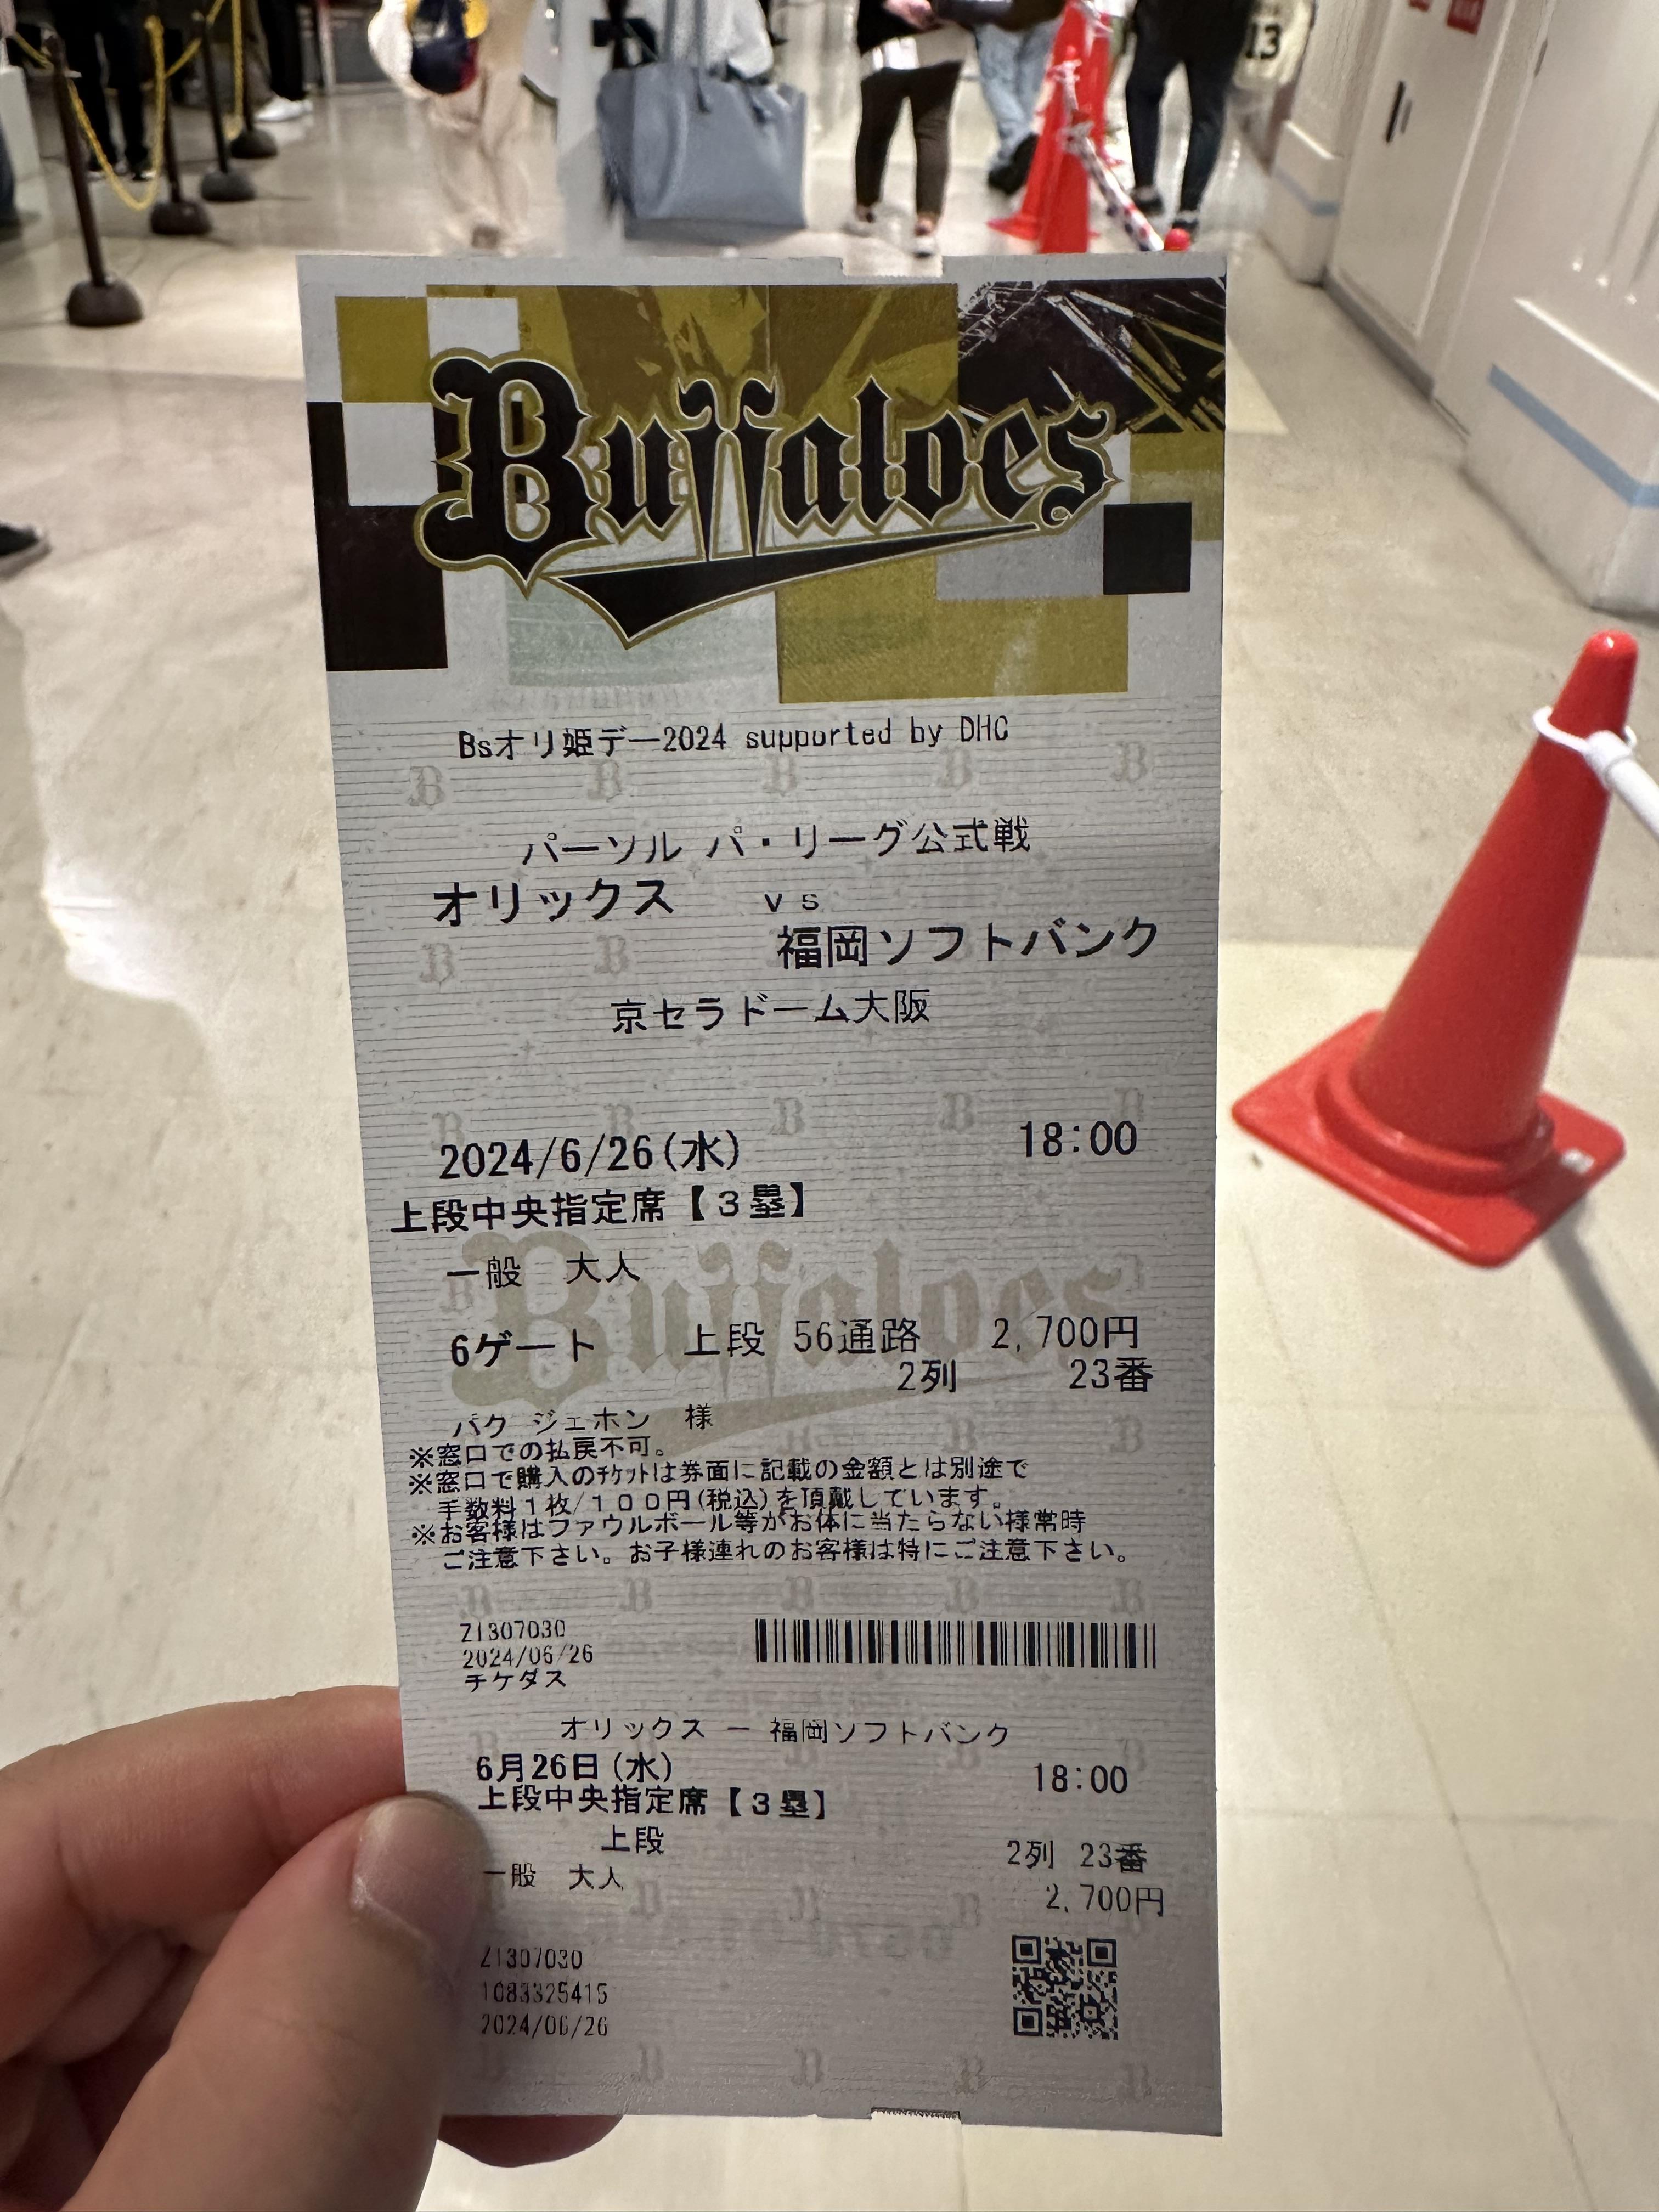 13
Buffaloes
Bsオリ姫デー2024 supported by DHC
パーソル パ・リーグ公式戦
オリックス vs
福岡ソフトバンク
京セラドーム大阪
2024/6/26(水) 18:00
上段中央指定席【3塁】
一般 大人
6ゲート 上段 56通路 2,700円
2列 23番
パク ジェホン 様
※窓口での払戻不可。
※窓口で購入のﾁｹｯﾄは券面に記載の金額とは別途で
手数料1枚/100円(税込)を頂戴しています。
※お客様はファウルボール等がお体に当たらない様常時
ご注意下さい。お子様連れのお客様は特にご注意下さい。
Z1307030
2024/06/26
チケダス
オリックス － 福岡ソフトバンク
6月26日(水) 18:00
上段中央指定席【3塁】
上段 2列 23番
一般 大人 2,700円
Z1307030
1083325415
2024/06/26